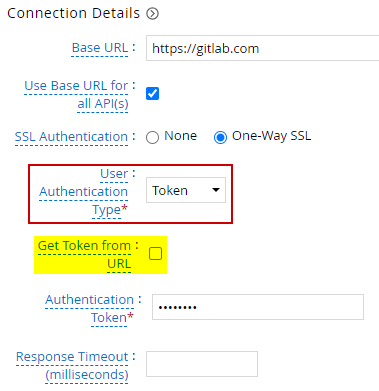 Connection Details
Base URL : https://gitlab.com
Use Base URL for :
all API(s)
SSL Authentication : None One-Way SSL
User :
Authentication Token
Type*
Get Token from :
URL
Authentication : ••••••••
Token*
Response Timeout :
(milliseconds)